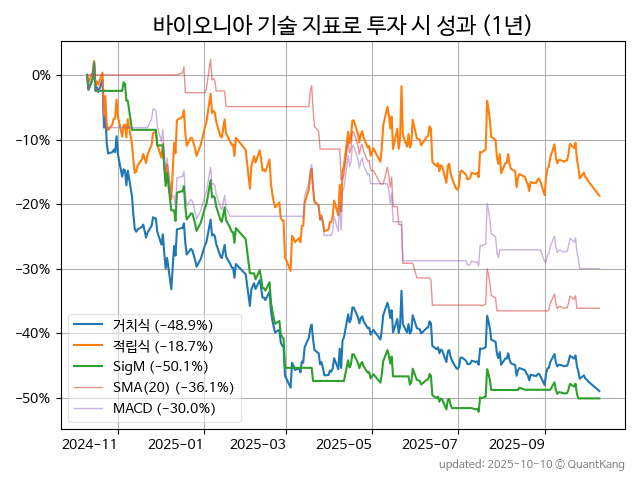 바이오니아 기술 지표로 투자 시 성과 (1년)
0%
−10%
−20%
−30%
−40%
−50%
거치식 (−48.9%)
적립식 (−18.7%)
SigM (−50.1%)
SMA(20) (−36.1%)
MACD (−30.0%)
2024−11 2025−01 2025−03 2025−05 2025−07 2025−09
updated: 2025-10-10 © QuantKang